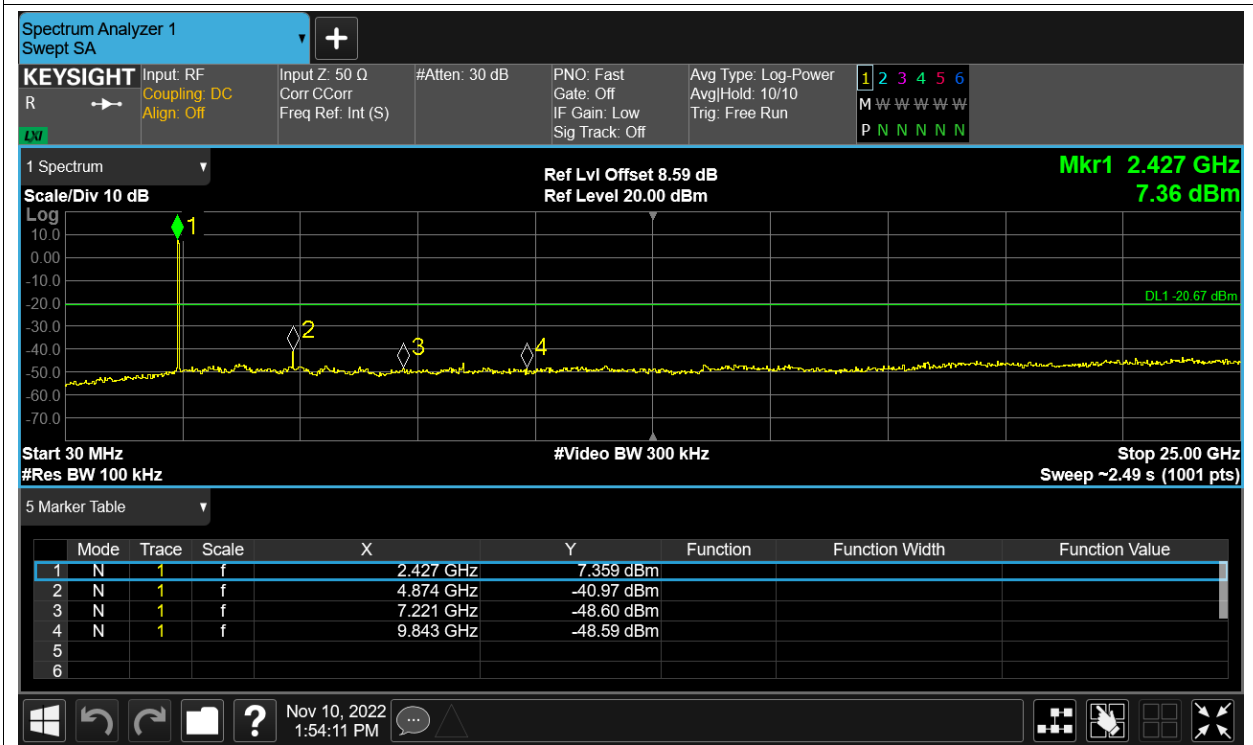 Spectrum Analyzer 1
Swept SA
+
KEYSIGHT Input: RF Input Z: 50 Ω #Atten: 30 dB PNO: Fast Avg Type: Log-Power 1 2 3 4 5 6
R Coupling: DC Corr CCorr Gate: Off Avg|Hold: 10/10 M W W W W W
Align: Off Freq Ref: Int (S) IF Gain: Low Trig: Free Run
LXI Sig Track: Off P N N N N N
1 Spectrum Ref Lvl Offset 8.59 dB Mkr1 2.427 GHz
Scale/Div 10 dB Ref Level 20.00 dBm 7.36 dBm
Log
1
10.0
0.00
-10.0
DL1 -20.67 dBm
-20.0
-30.0
2
-40.0
3
4
-50.0
-60.0
-70.0
Start 30 MHz #Video BW 300 kHz Stop 25.00 GHz
#Res BW 100 kHz Sweep ~2.49 s (1001 pts)
5 Marker Table
Mode Trace Scale X Y Function Function Width Function Value
1 N 1 f 2.427 GHz 7.359 dBm
2 N 1 f 4.874 GHz -40.97 dBm
3 N 1 f 7.221 GHz -48.60 dBm
4 N 1 f 9.843 GHz -48.59 dBm
5
6
? Nov 10, 2022
1:54:11 PM